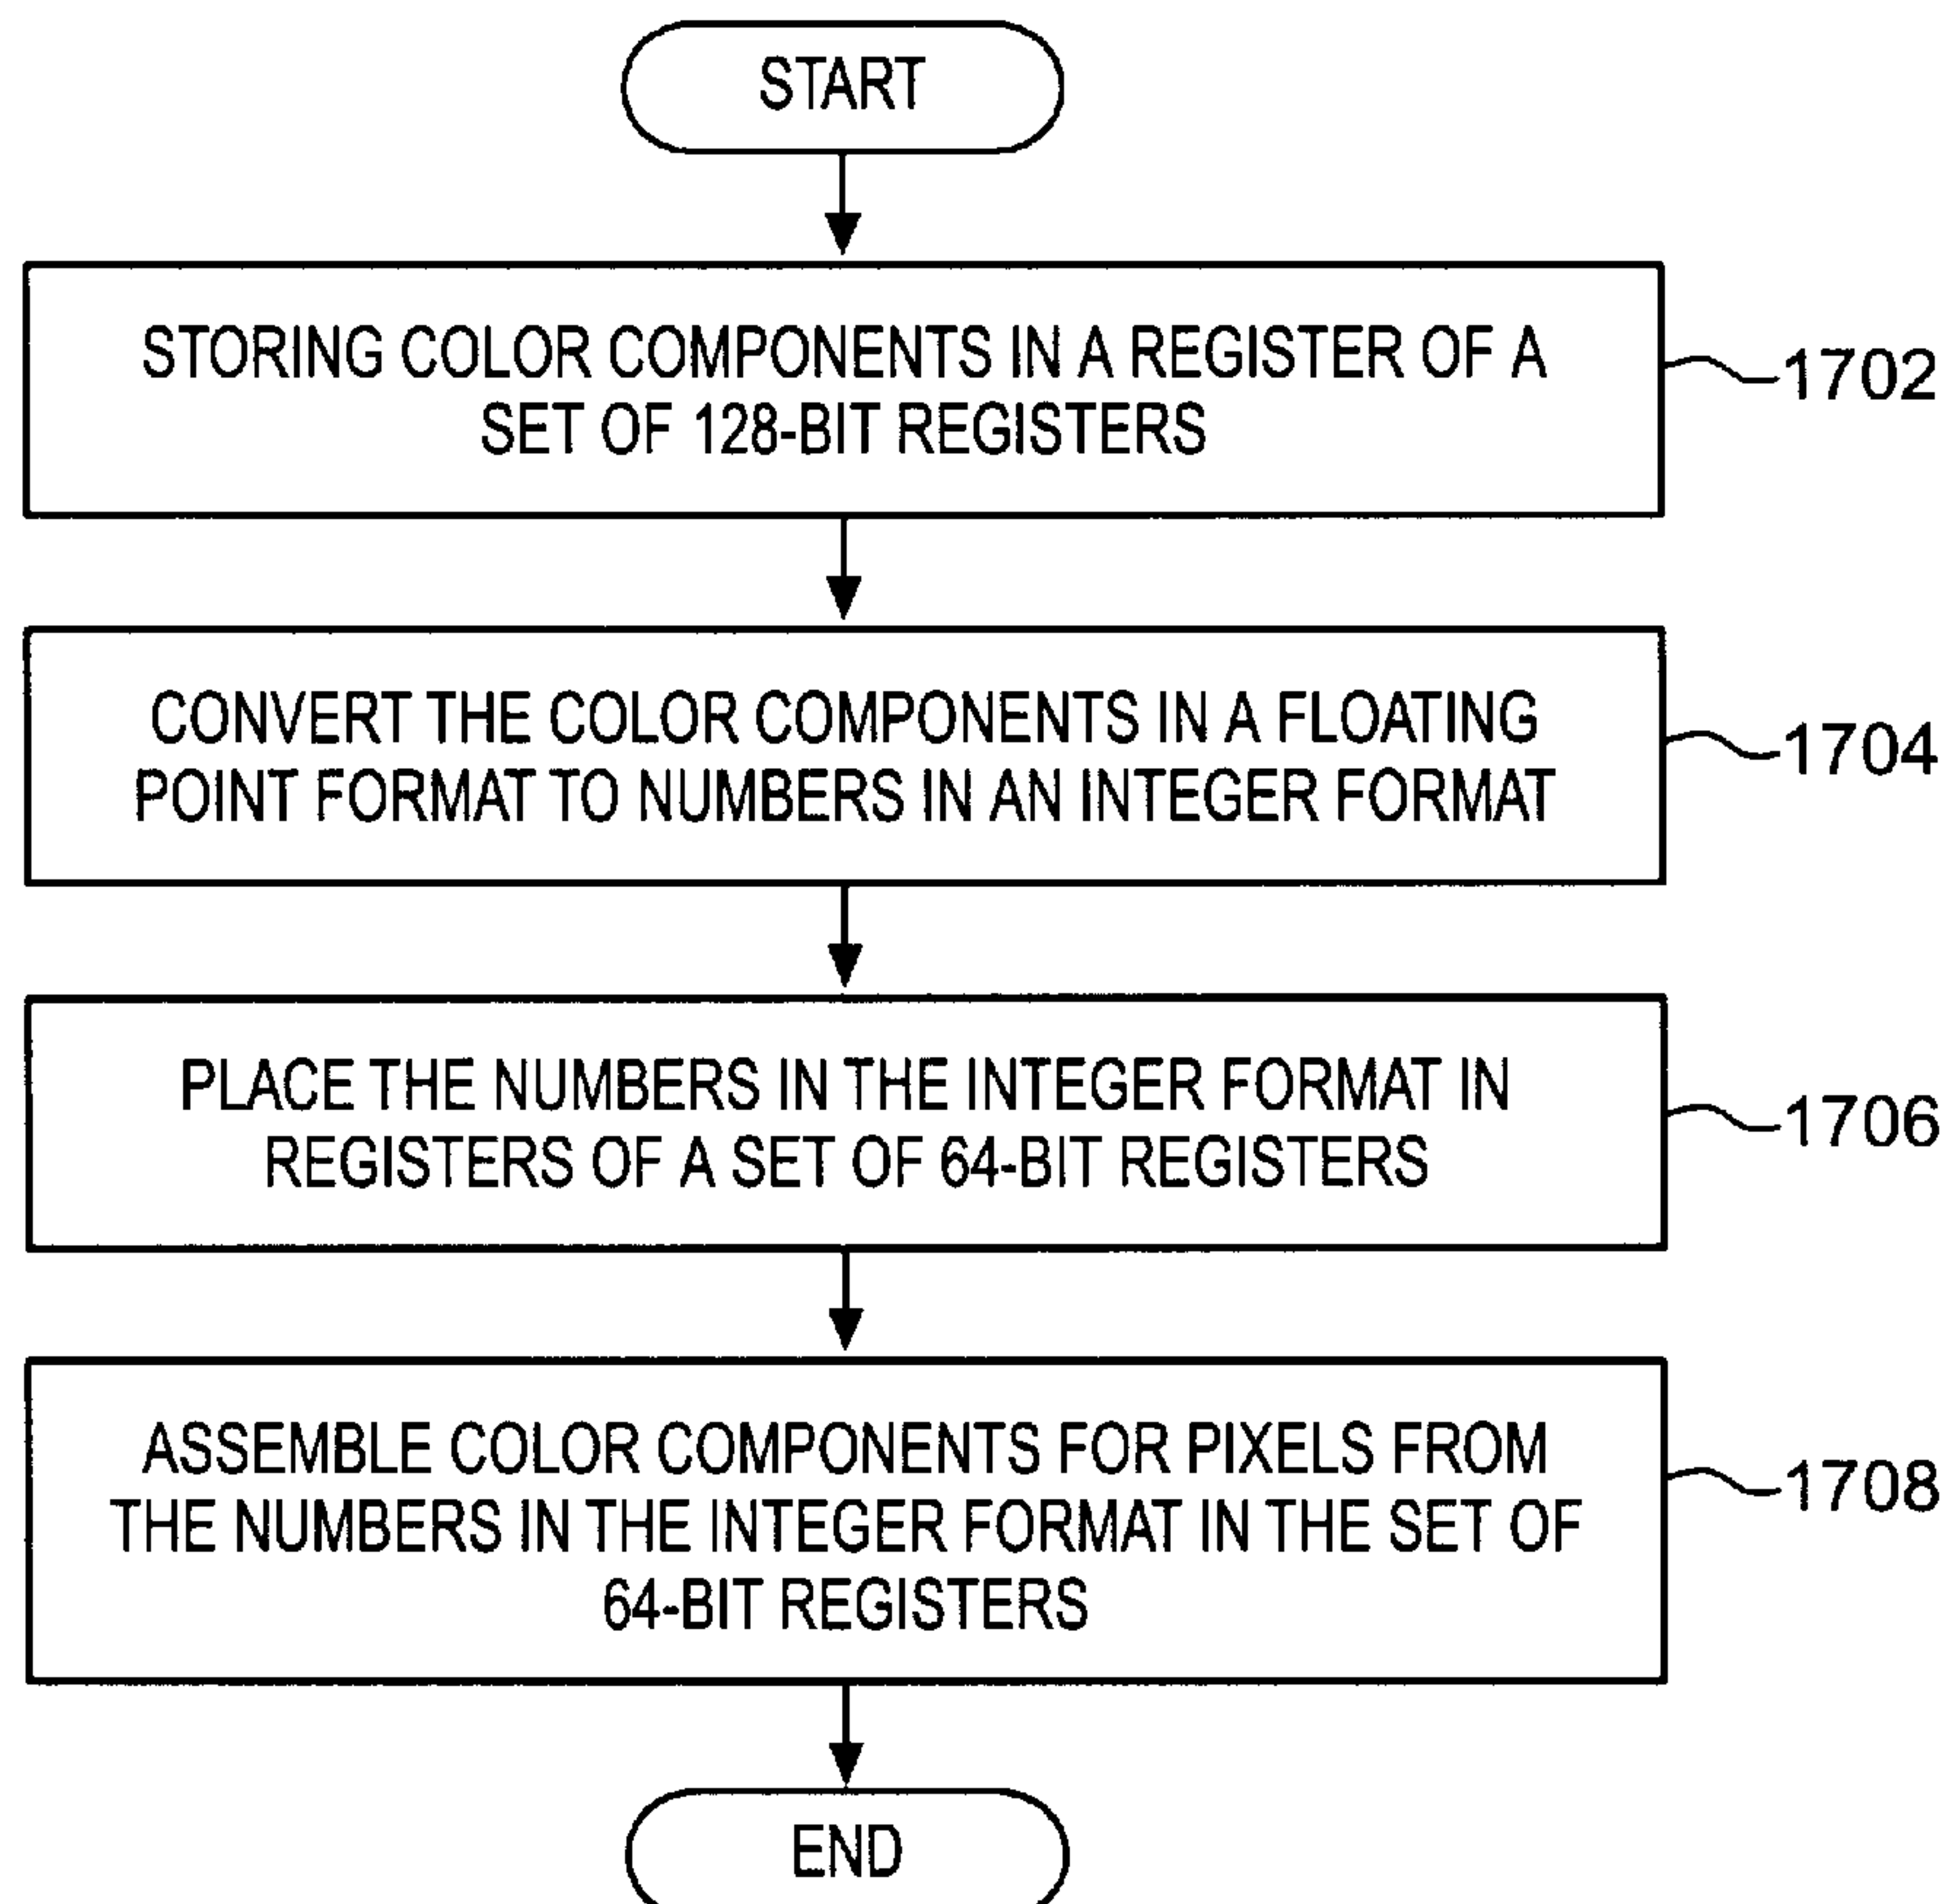 START
STORING COLOR COMPONENTS IN A REGISTER OF A
SET OF 128-BIT REGISTERS
1702
CONVERT THE COLOR COMPONENTS IN A FLOATING
POINT FORMAT TO NUMBERS IN AN INTEGER FORMAT
1704
PLACE THE NUMBERS IN THE INTEGER FORMAT IN
REGISTERS OF A SET OF 64-BIT REGISTERS
1706
ASSEMBLE COLOR COMPONENTS FOR PIXELS FROM
THE NUMBERS IN THE INTEGER FORMAT IN THE SET OF
64-BIT REGISTERS
1708
END